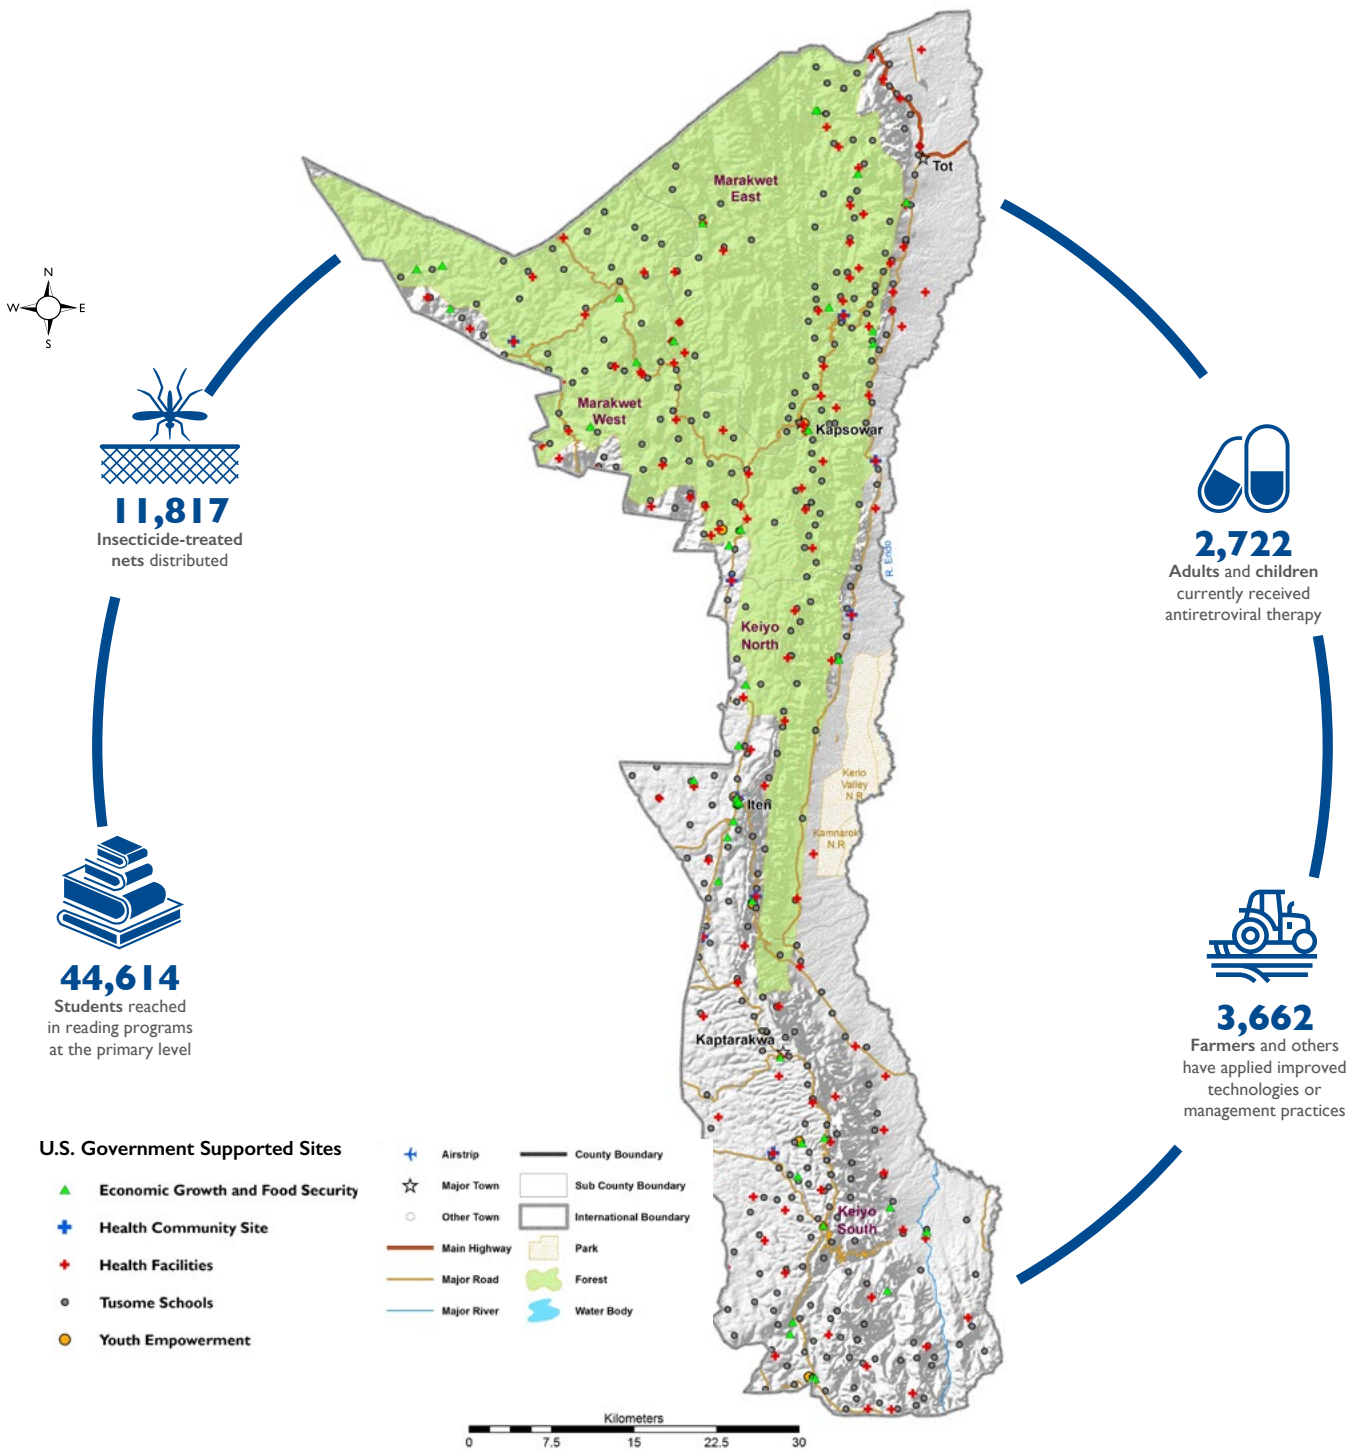 N
W
E
S
11,817
Insecticide-treated
nets distributed
44,614
Students reached
in reading programs
at the primary level
Marakwet
East
Tot
Marakwet
West
Kapsowar
R. Endo
Keiyo
North
Kerio
Valley
N.R
Iten
Kamnarok
N.R
Kaptarakwa
Keiyo
South
2,722
Adults and children
currently received
antiretroviral therapy
3,662
Farmers and others
have applied improved
technologies or
management practices
U.S. Government Supported Sites
Economic Growth and Food Security
Health Community Site
Health Facilities
Tusome Schools
Youth Empowerment
Airstrip
Major Town
Other Town
Main Highway
Major Road
Major River
County Boundary
Sub County Boundary
International Boundary
Park
Forest
Water Body
Kilometers
0 7.5 15 22.5 30